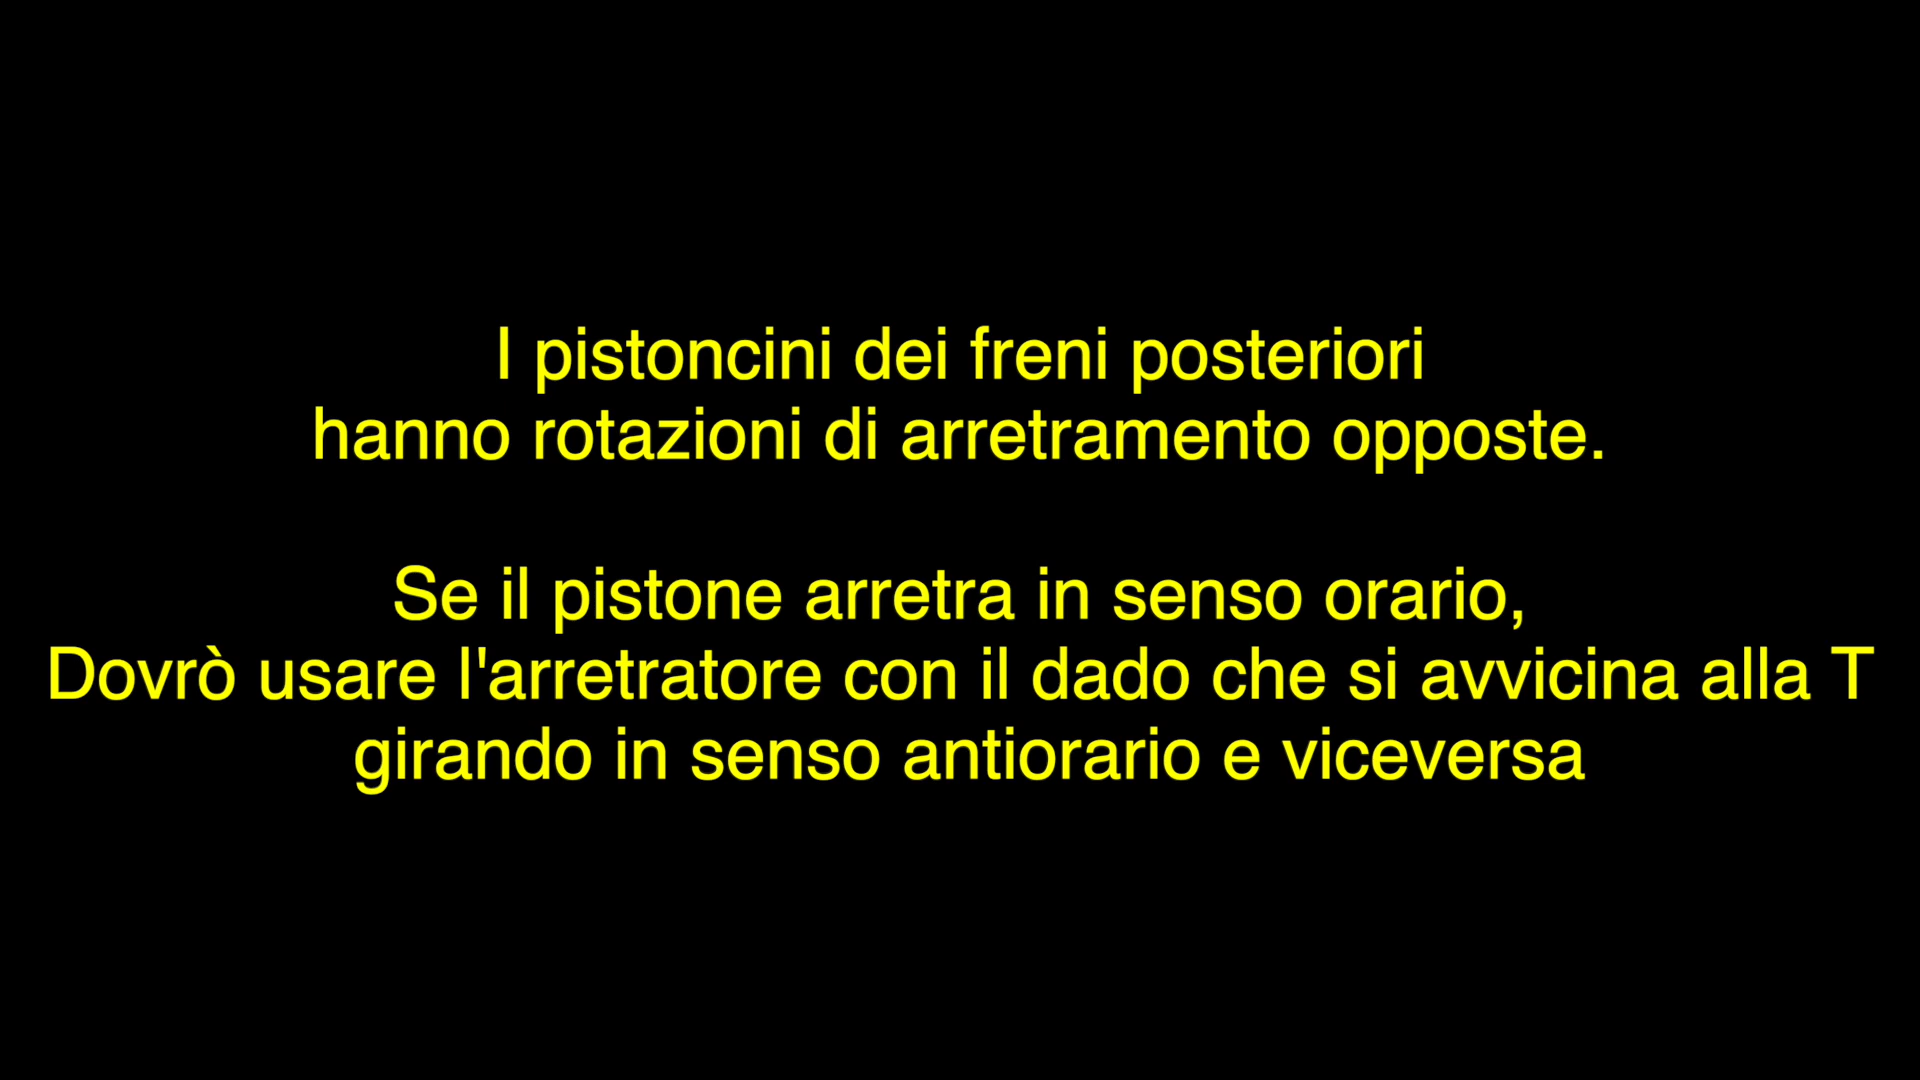 I pistoncini dei freni posteriori
hanno rotazioni di arretramento opposte.
Se il pistone arretra in senso orario,
Dovrò usare l'arretratore con il dado che si avvicina alla T
girando in senso antiorario e viceversa